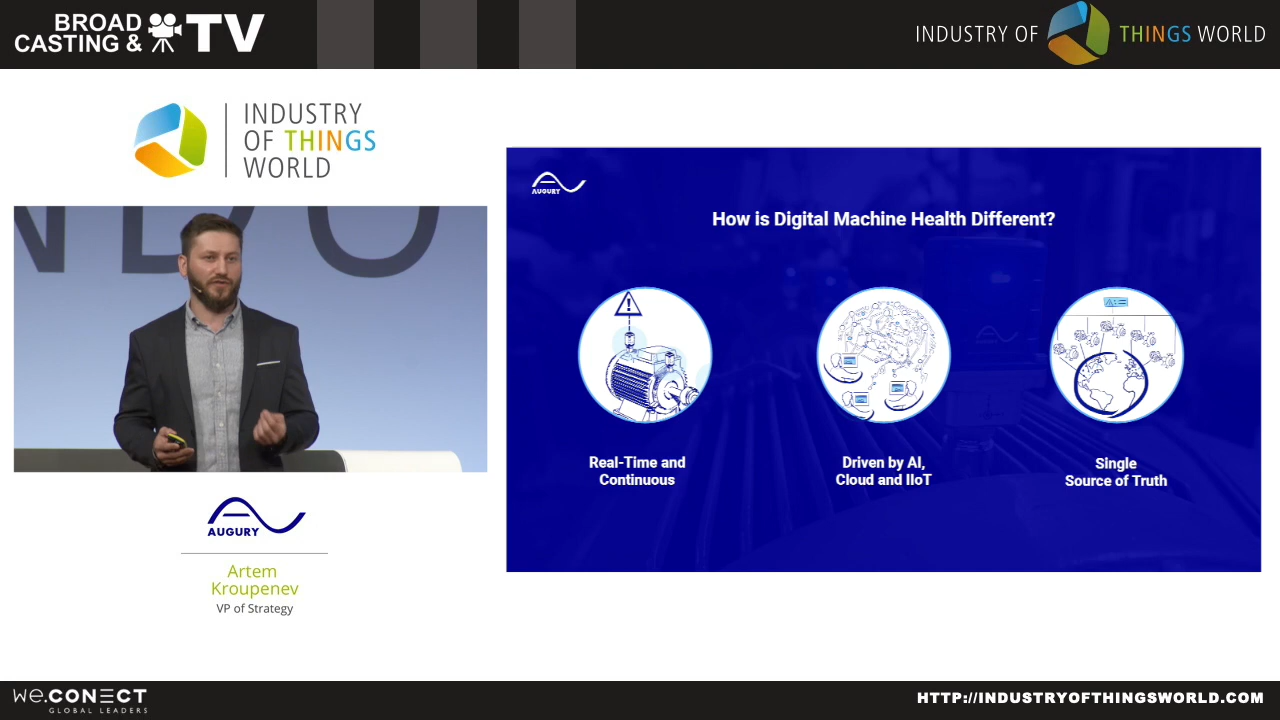 BROAD
CASTING & TV
INDUSTRY OF THINGS WORLD
INDUSTRY
OF THINGS
WORLD
AUGURY
How is Digital Machine Health Different?
Real-Time and
Continuous
Driven by AI,
Cloud and IIoT
Single
Source of Truth
AUGURY
Artem
Kroupenev
VP of Strategy
we.CONECT
GLOBAL LEADERS
HTTP://INDUSTRYOFTHINGSWORLD.COM